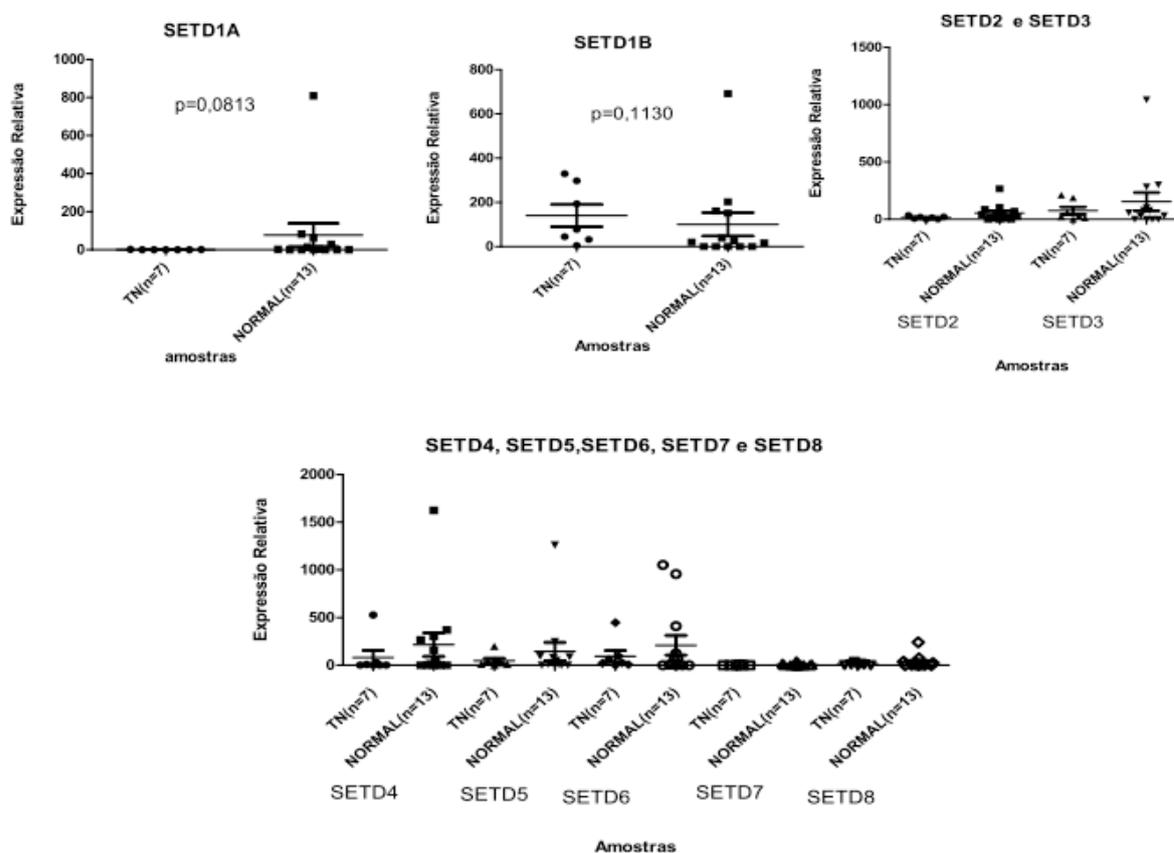 SETD1A
Expressão Relativa
1000
800
600
400
200
0
p=0,0813
TN(n=7)
NORMAL(n=13)
amostras
SETD1B
Expressão Relativa
800
600
400
200
0
p=0,1130
TN(n=7)
NORMAL(n=13)
Amostras
SETD2 e SETD3
Expressão Relativa
1500
1000
500
0
TN(n=7)
NORMAL(n=13)
TN(n=7)
NORMAL(n=13)
SETD2
SETD3
Amostras
SETD4, SETD5,SETD6, SETD7 e SETD8
Expressão Relativa
2000
1500
1000
500
0
TN(n=7)
NORMAL(n=13)
TN(n=7)
NORMAL(n=13)
TN(n=7)
NORMAL(n=13)
TN(n=7)
NORMAL(n=13)
TN(n=7)
NORMAL(n=13)
SETD4
SETD5
SETD6
SETD7
SETD8
Amostras